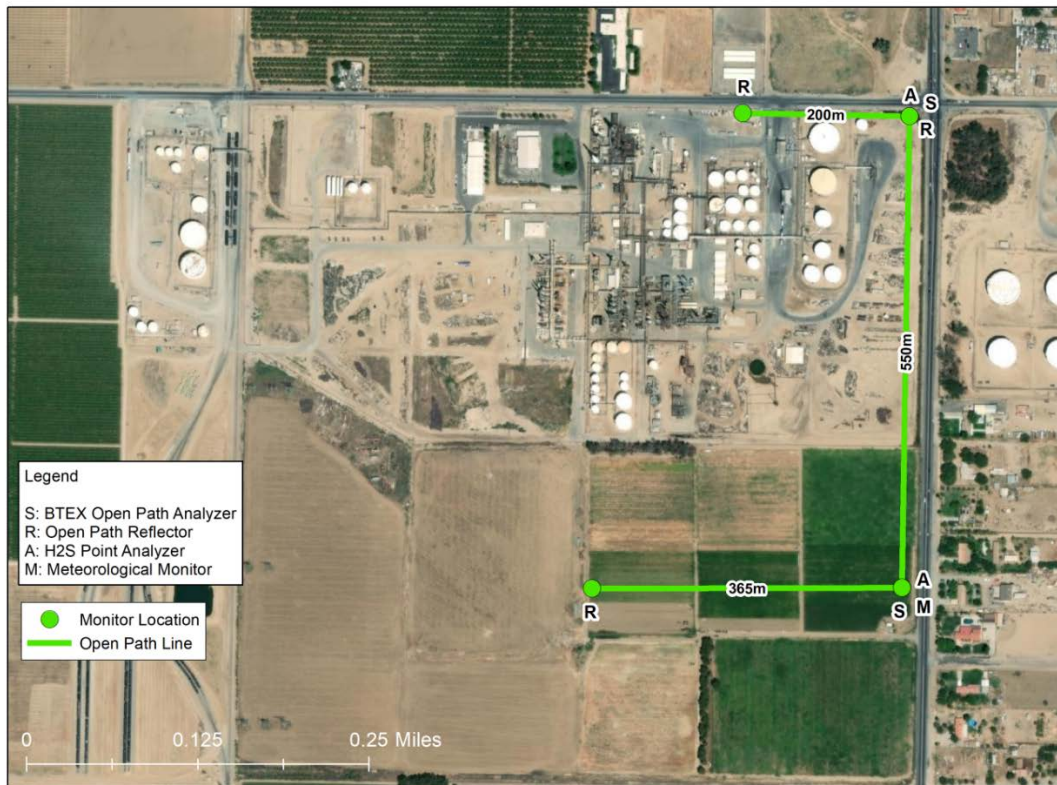 R
A
S
200m
R
550m
Legend
S: BTEX Open Path Analyzer
R: Open Path Reflector
A: H2S Point Analyzer
M: Meteorological Monitor
A
365m
R
S
M
Monitor Location
Open Path Line
0
0.125
0.25 Miles